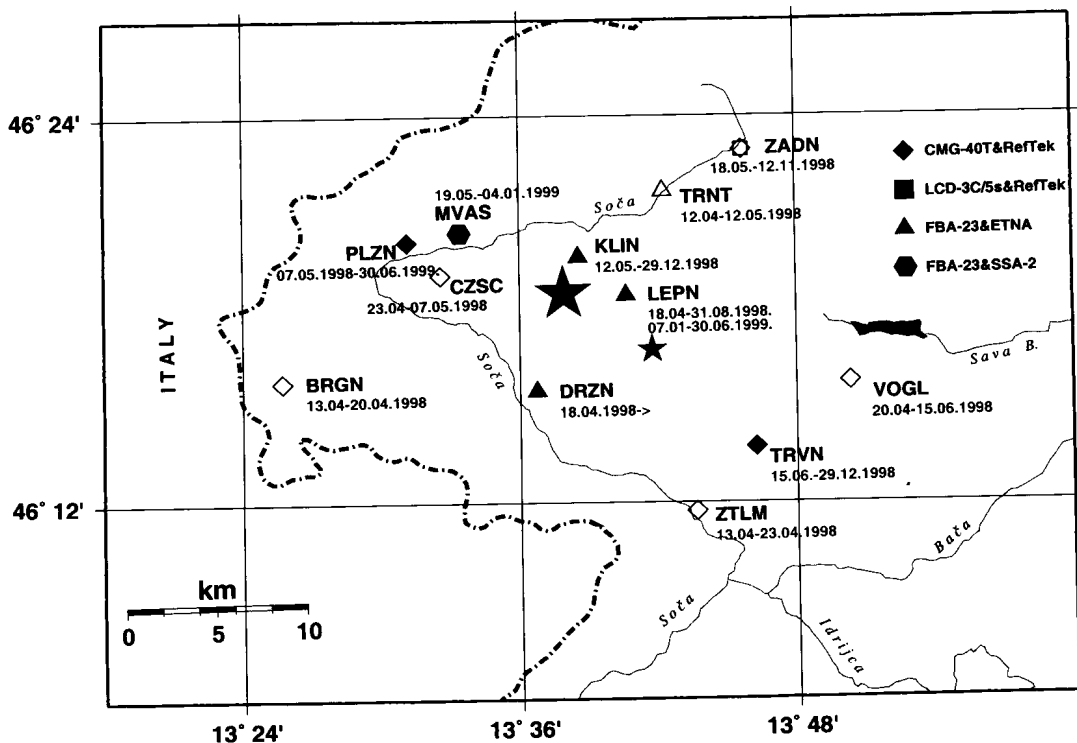 46° 24'
46° 12'
13° 24'
13° 36'
13° 48'
ITALY
km
0 5 10
ZADN
18.05.-12.11.1998
TRNT
12.04-12.05.1998
Soča
19.05.-04.01.1999
MVAS
PLZN
07.05.1998-30.06.1999.
CZSC
23.04-07.05.1998
KLIN
12.05.-29.12.1998
LEPN
18.04-31.08.1998.
07.01-30.06.1999.
Soča
BRGN
13.04-20.04.1998
DRZN
18.04.1998->
Sava B.
VOGL
20.04-15.06.1998
TRVN
15.06.-29.12.1998
ZTLM
13.04-23.04.1998
Bača
Soča
Idrijca
CMG-40T&RefTek
LCD-3C/5s&RefTek
FBA-23&ETNA
FBA-23&SSA-2